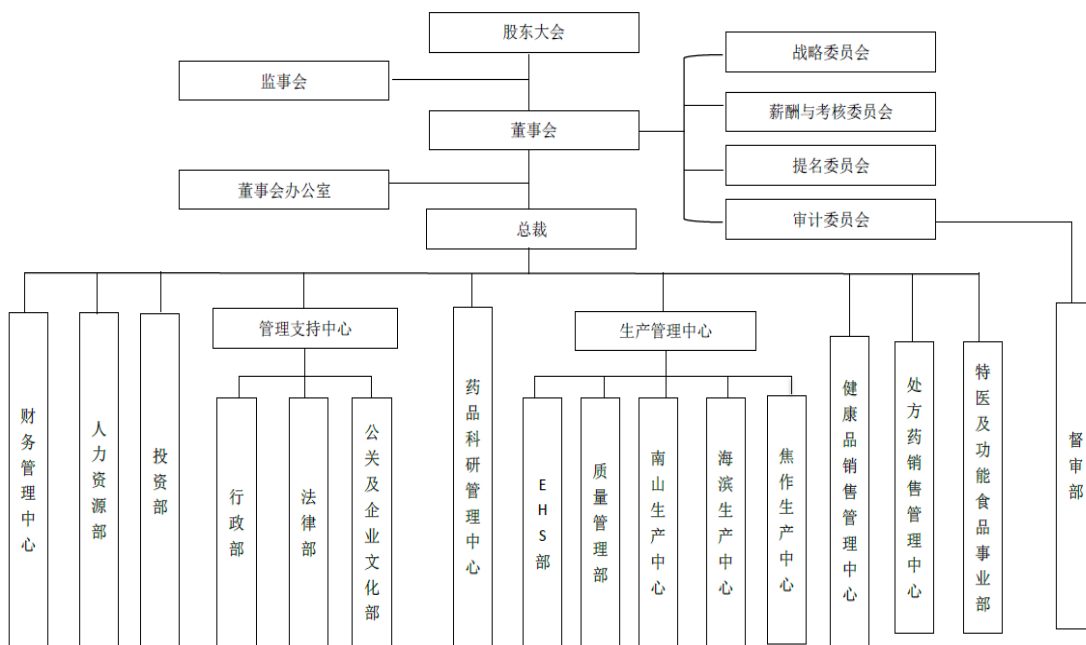 股东大会
战略委员会
监事会
薪酬与考核委员会
董事会
提名委员会
董事会办公室
审计委员会
总裁
管理支持中心
生产管理中心
财务管理中心
人力资源部
投资部
行政部
法律部
公关及企业文化部
药品科研管理中心
EHS部
质量管理部
南山生产中心
海滨生产中心
焦作生产中心
健康品销售管理中心
处方药销售管理中心
特医及功能食品事业部
督审部